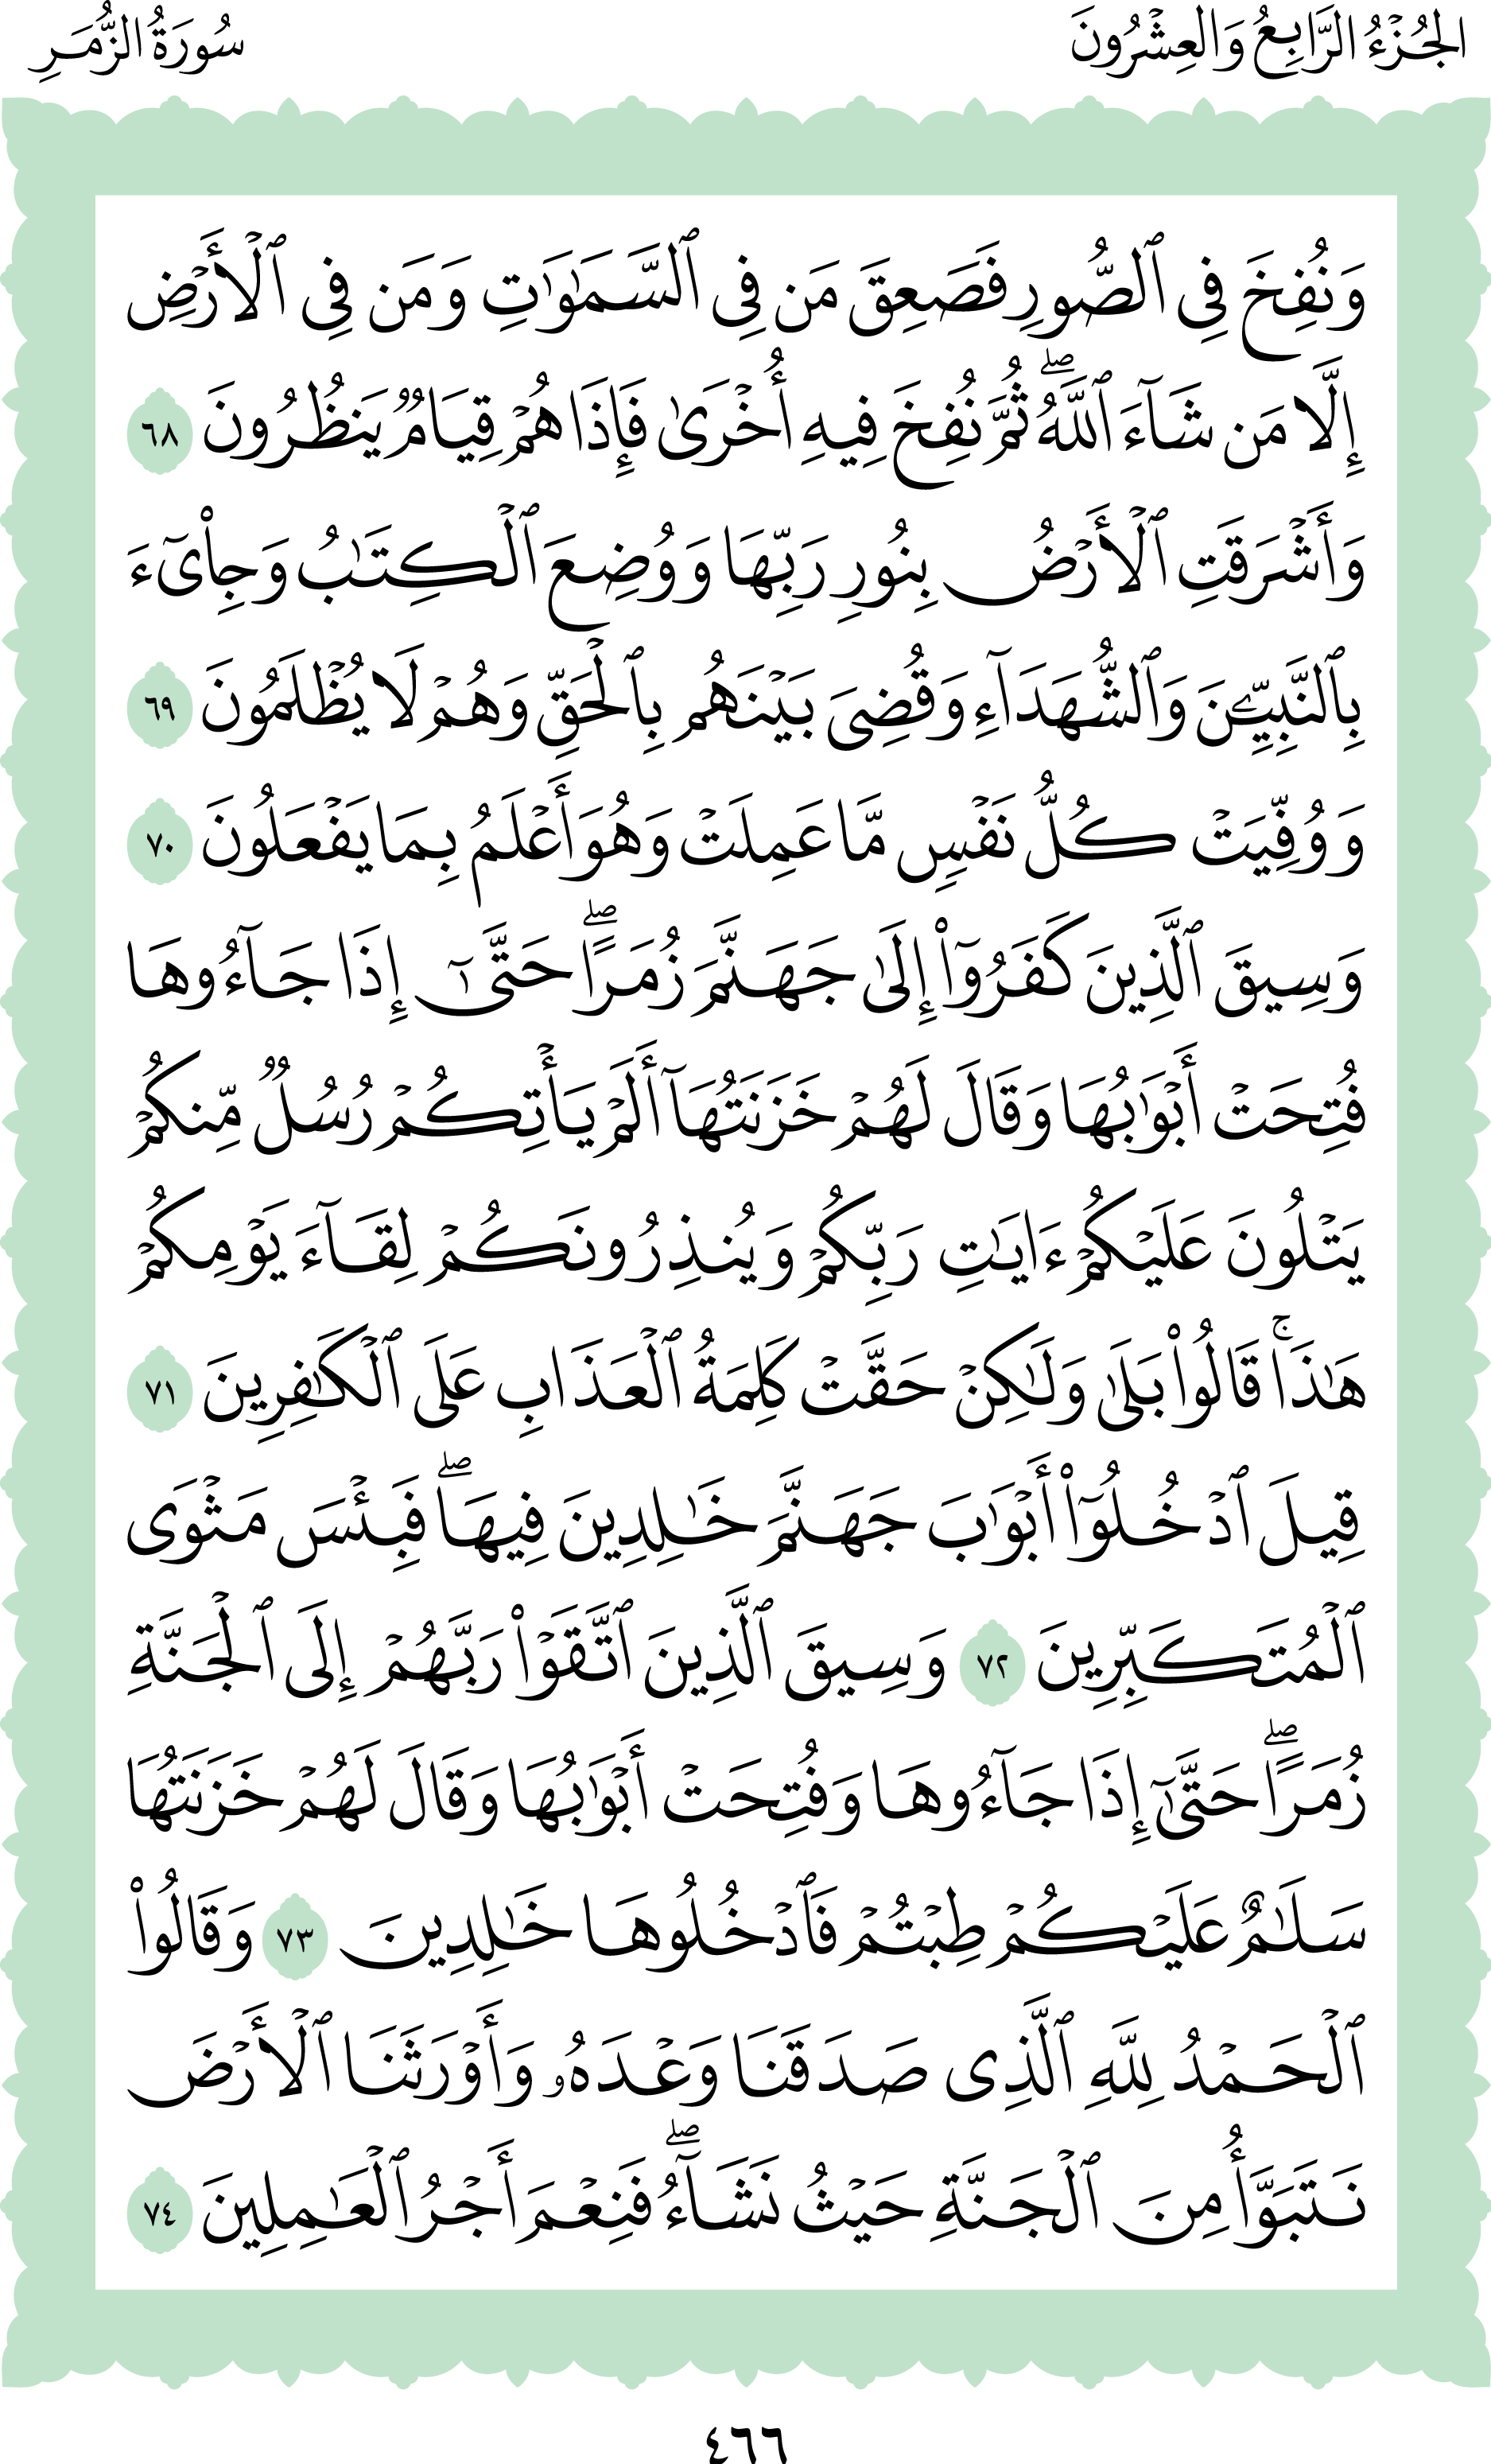 الجُزْءُ الرَّابِعُ وَالعِشْرُونَ
سُورَةُ الزُّمَرِ
وَنُفِخَ فِي ٱلصُّورِ فَصَعِقَ مَن فِي ٱلسَّمَٰوَٰتِ وَمَن فِي ٱلۡأَرۡضِ
إِلَّا مَن شَآءَ ٱللَّهُۖ ثُمَّ نُفِخَ فِيهِ أُخۡرَىٰ فَإِذَا هُمۡ قِيَامٞ يَنظُرُونَ ٦٨
وَأَشۡرَقَتِ ٱلۡأَرۡضُ بِنُورِ رَبِّهَا وَوُضِعَ ٱلۡكِتَٰبُ وَجِاْيٓءَ
بِٱلنَّبِيِّـۧنَ وَٱلشُّهَدَآءِ وَقُضِيَ بَيۡنَهُم بِٱلۡحَقِّ وَهُمۡ لَا يُظۡلَمُونَ ٦٩
وَوُفِّيَتۡ كُلُّ نَفۡسٖ مَّا عَمِلَتۡ وَهُوَ أَعۡلَمُ بِمَا يَفۡعَلُونَ ٧٠
وَسِيقَ ٱلَّذِينَ كَفَرُوٓاْ إِلَىٰ جَهَنَّمَ زُمَرًاۖ حَتَّىٰٓ إِذَا جَآءُوهَا
فُتِحَتۡ أَبۡوَٰبُهَا وَقَالَ لَهُمۡ خَزَنَتُهَآ أَلَمۡ يَأۡتِكُمۡ رُسُلٞ مِّنكُمۡ
يَتۡلُونَ عَلَيۡكُمۡ ءَايَٰتِ رَبِّكُمۡ وَيُنذِرُونَكُمۡ لِقَآءَ يَوۡمِكُمۡ
هَٰذَاۚ قَالُواْ بَلَىٰ وَلَٰكِنۡ حَقَّتۡ كَلِمَةُ ٱلۡعَذَابِ عَلَى ٱلۡكَٰفِرِينَ ٧١
قِيلَ ٱدۡخُلُوٓاْ أَبۡوَٰبَ جَهَنَّمَ خَٰلِدِينَ فِيهَاۖ فَبِئۡسَ مَثۡوَى
ٱلۡمُتَكَبِّرِينَ ٧٢ وَسِيقَ ٱلَّذِينَ ٱتَّقَوۡاْ رَبَّهُمۡ إِلَى ٱلۡجَنَّةِ
زُمَرًاۖ حَتَّىٰٓ إِذَا جَآءُوهَا وَفُتِحَتۡ أَبۡوَٰبُهَا وَقَالَ لَهُمۡ خَزَنَتُهَا
سَلَٰمٌ عَلَيۡكُمۡ طِبۡتُمۡ فَٱدۡخُلُوهَا خَٰلِدِينَ ٧٣ وَقَالُواْ
ٱلۡحَمۡدُ لِلَّهِ ٱلَّذِي صَدَقَنَا وَعۡدَهُۥ وَأَوۡرَثَنَا ٱلۡأَرۡضَ
نَتَبَوَّأُ مِنَ ٱلۡجَنَّةِ حَيۡثُ نَشَآءُۖ فَنِعۡمَ أَجۡرُ ٱلۡعَٰمِلِينَ ٧٤
٤٦٦